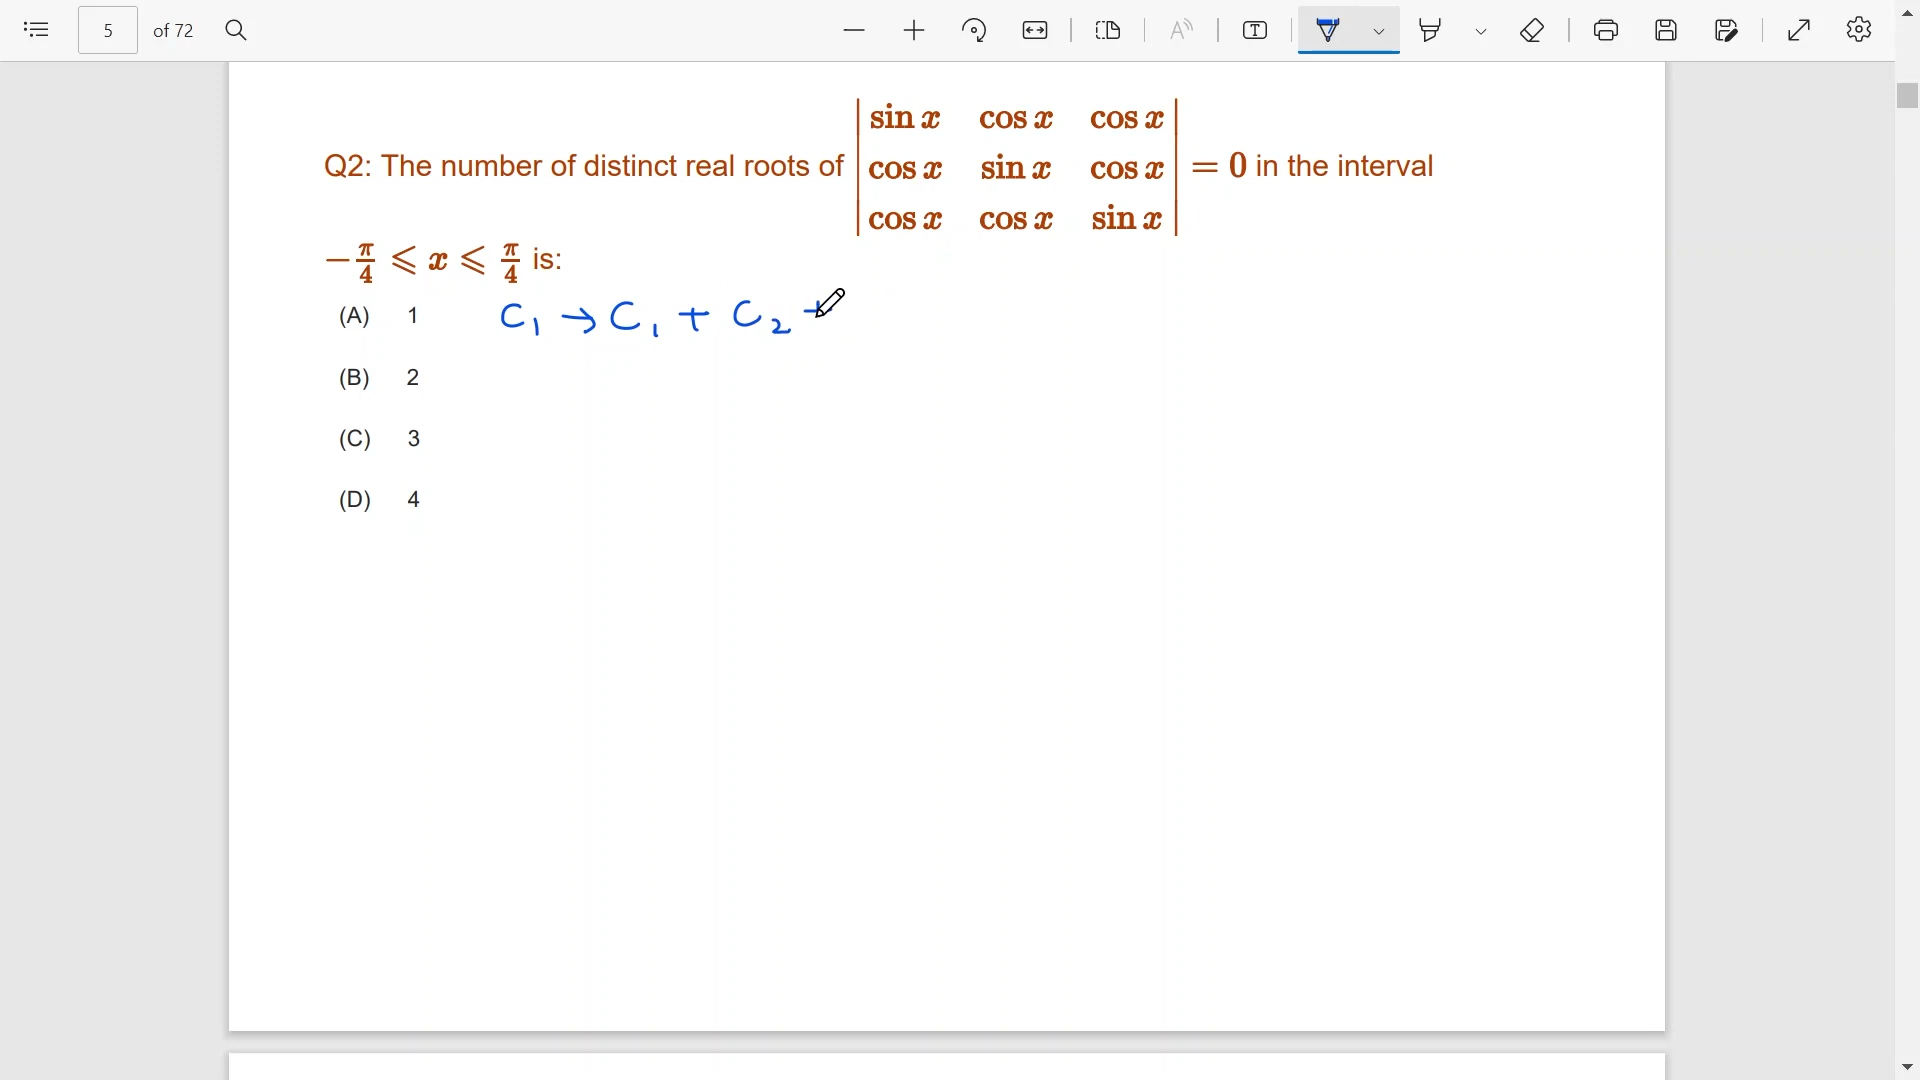 5 of 72
sin x cos x cos x
Q2: The number of distinct real roots of cos x sin x cos x = 0 in the interval
cos x cos x sin x
−π/4 ⩽ x ⩽ π/4 is:
(A) 1 C₁ → C₁ + C₂ +
(B) 2
(C) 3
(D) 4